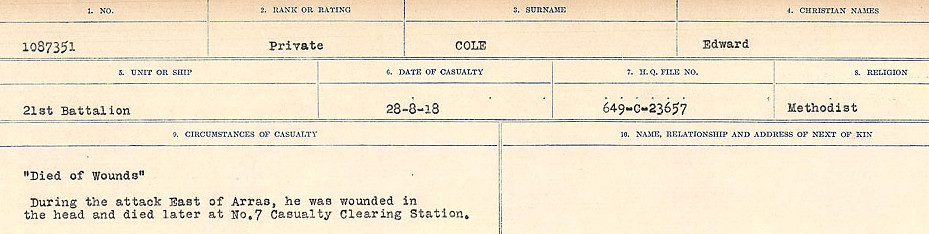 1. NO. 2. RANK OR RATING 3. SURNAME 4. CHRISTIAN NAMES
1087351 Private COLE Edward
5. UNIT OR SHIP 6. DATE OF CASUALTY 7. H. Q. FILE NO. 8. RELIGION
21st Battalion 28-8-18 649-C-23657 Methodist
9. CIRCUMSTANCES OF CASUALTY 10. NAME, RELATIONSHIP AND ADDRESS OF NEXT OF KIN
"Died of Wounds"
During the attack East of Arras, he was wounded in
the head and died later at No.7 Casualty Clearing Station.